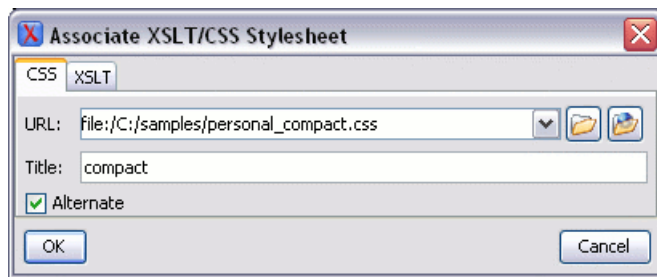 Associate XSLT/CSS Stylesheet
CSS XSLT
URL: file:/C:/samples/personal_compact.css
Title: compact
Alternate
OK Cancel